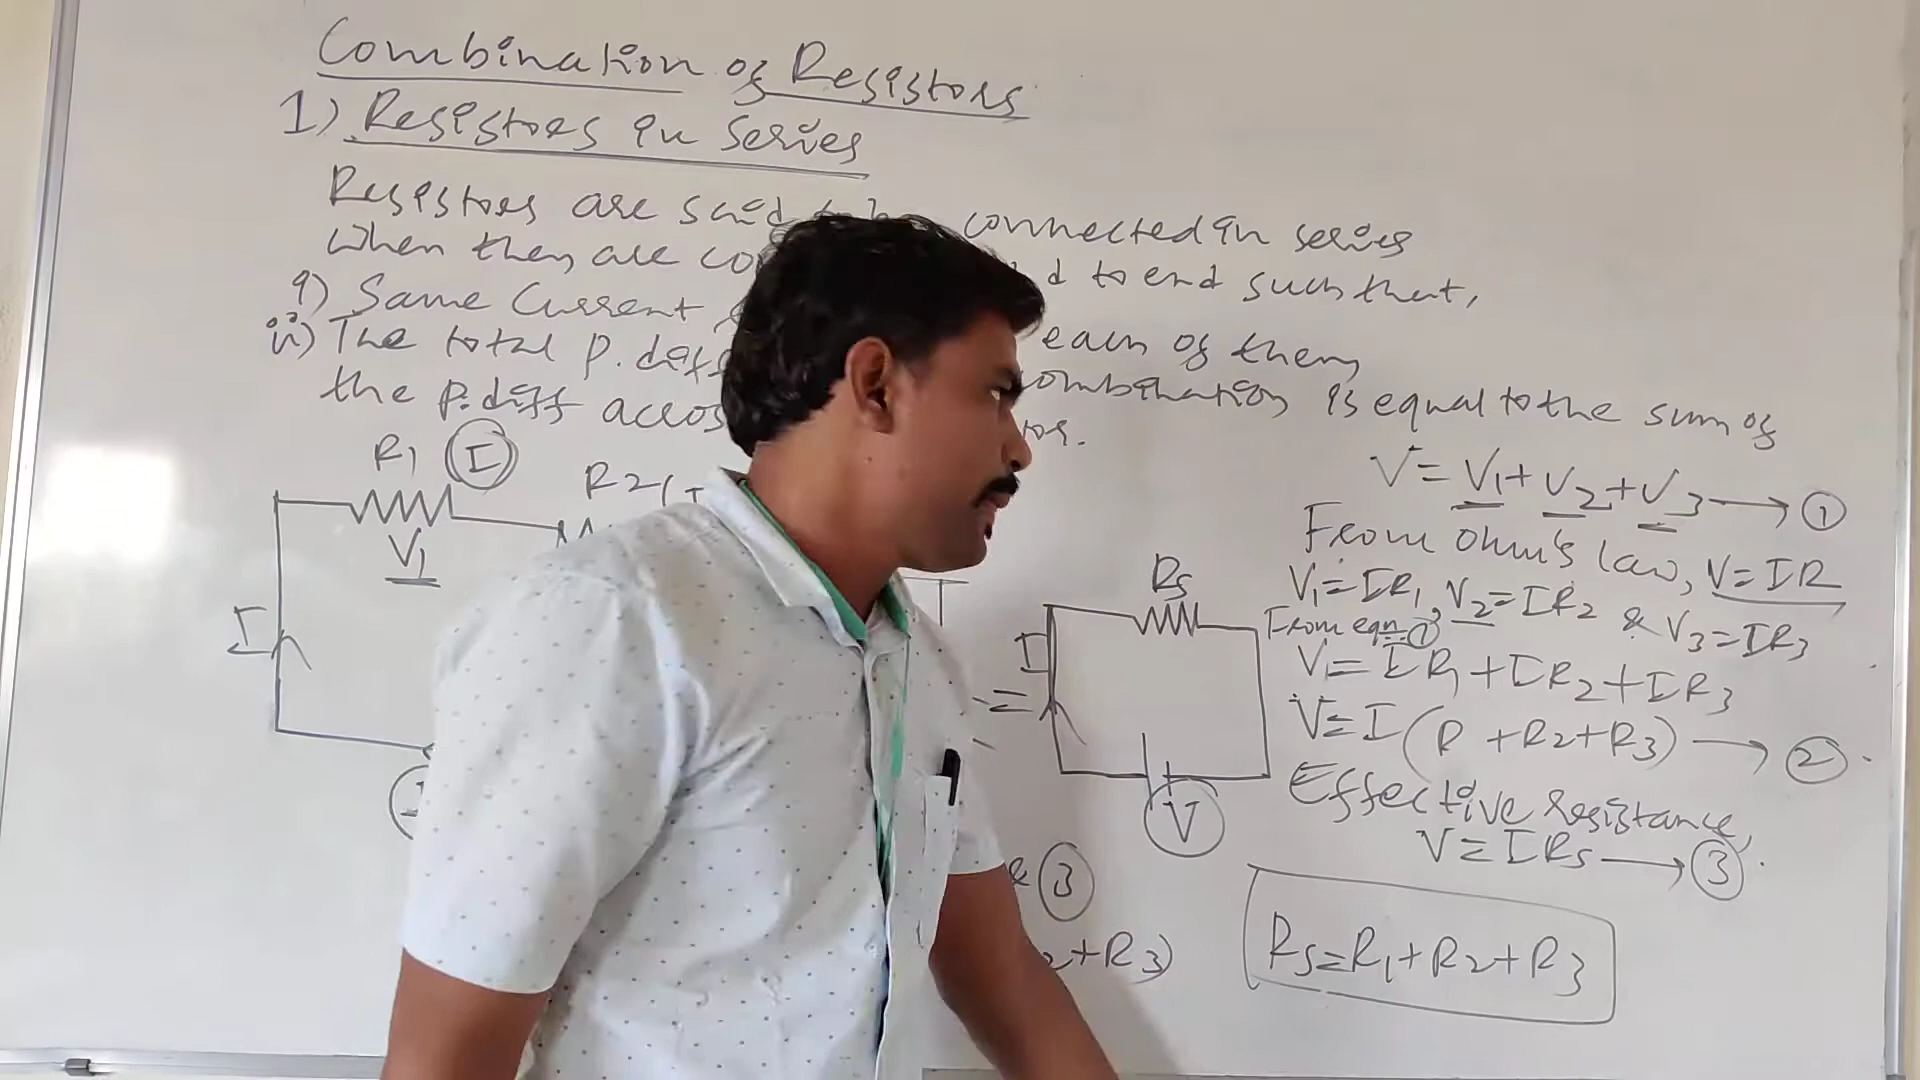 Combination of Resistors
1) Resistors in series
Resistors are said connected in series
when they are d to end such that,
i) Same Current each of them
ii) The total p. diff combination is equal to the sum of
the p. diff tor.
R1 I
R2
V1
I
Rs
I
=
V
V = V1 + V2 + V3 → 1
From ohm's law, V = IR
V1 = IR1, V2 = IR2 & V3 = IR3
From eqn 1
V = IR1 + IR2 + IR3
V = I (R + R2 + R3) → 2
Effective resistance,
V = IRs → 3
& 3
2 + R3)
Rs = R1 + R2 + R3